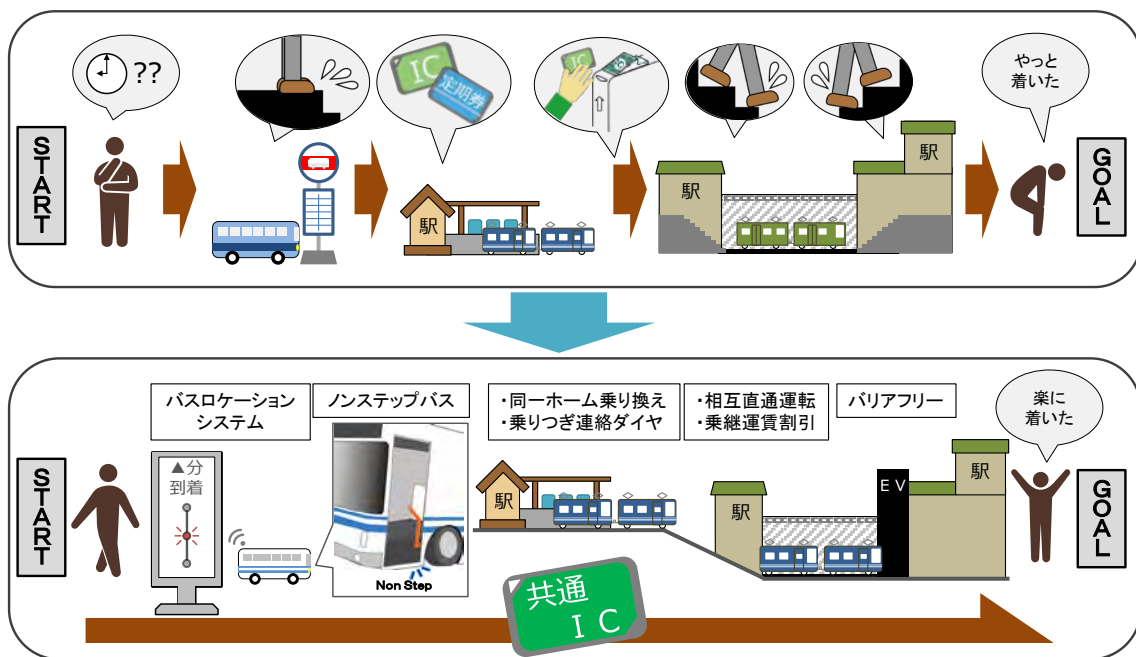 ??
IC
定期券
IC
やっと
着いた
START
駅
駅
駅
GOAL
バスロケーション
システム
ノンステップバス
・同一ホーム乗り換え
・乗りつぎ連絡ダイヤ
・相互直通運転
・乗継運賃割引
バリアフリー
楽に
着いた
START
▲分
到着
Non Step
駅
駅
EV
駅
GOAL
共通
IC